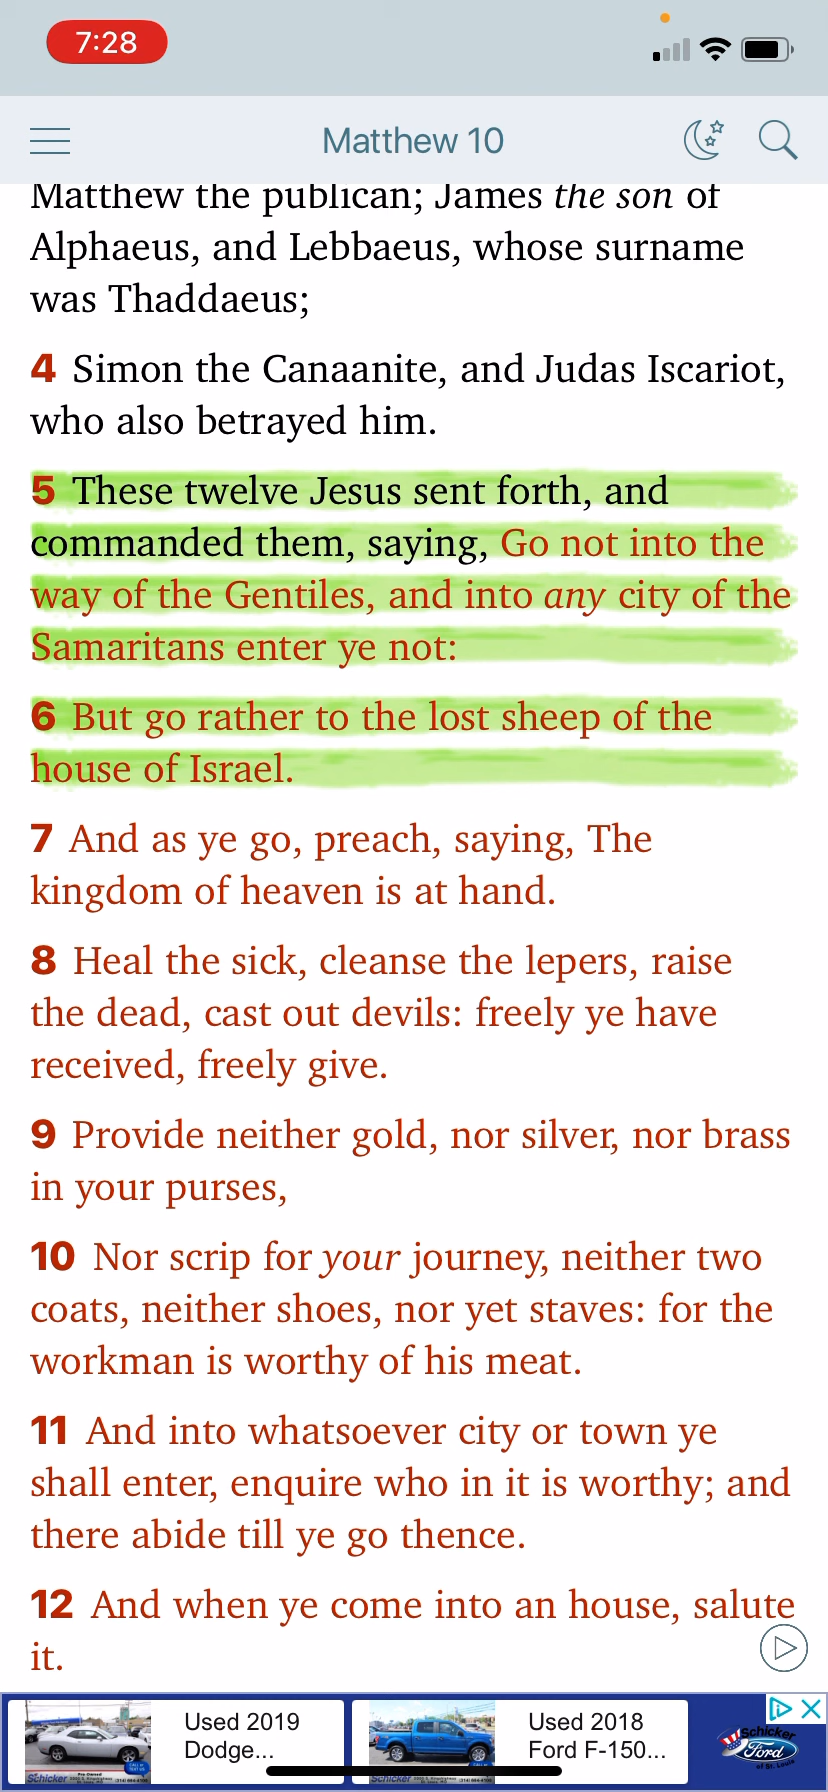 7:28
Matthew 10
Matthew the publican; James the son of
Alphaeus, and Lebbaeus, whose surname
was Thaddaeus;
4 Simon the Canaanite, and Judas Iscariot,
who also betrayed him.
5 These twelve Jesus sent forth, and
commanded them, saying, Go not into the
way of the Gentiles, and into any city of the
Samaritans enter ye not:
6 But go rather to the lost sheep of the
house of Israel.
7 And as ye go, preach, saying, The
kingdom of heaven is at hand.
8 Heal the sick, cleanse the lepers, raise
the dead, cast out devils: freely ye have
received, freely give.
9 Provide neither gold, nor silver, nor brass
in your purses,
10 Nor scrip for your journey, neither two
coats, neither shoes, nor yet staves: for the
workman is worthy of his meat.
11 And into whatsoever city or town ye
shall enter, enquire who in it is worthy; and
there abide till ye go thence.
12 And when ye come into an house, salute
it.
Used 2019
Dodge...
Schicker
Used 2018
Ford F-150...
Schicker
Schicker
Ford
of St. Louis